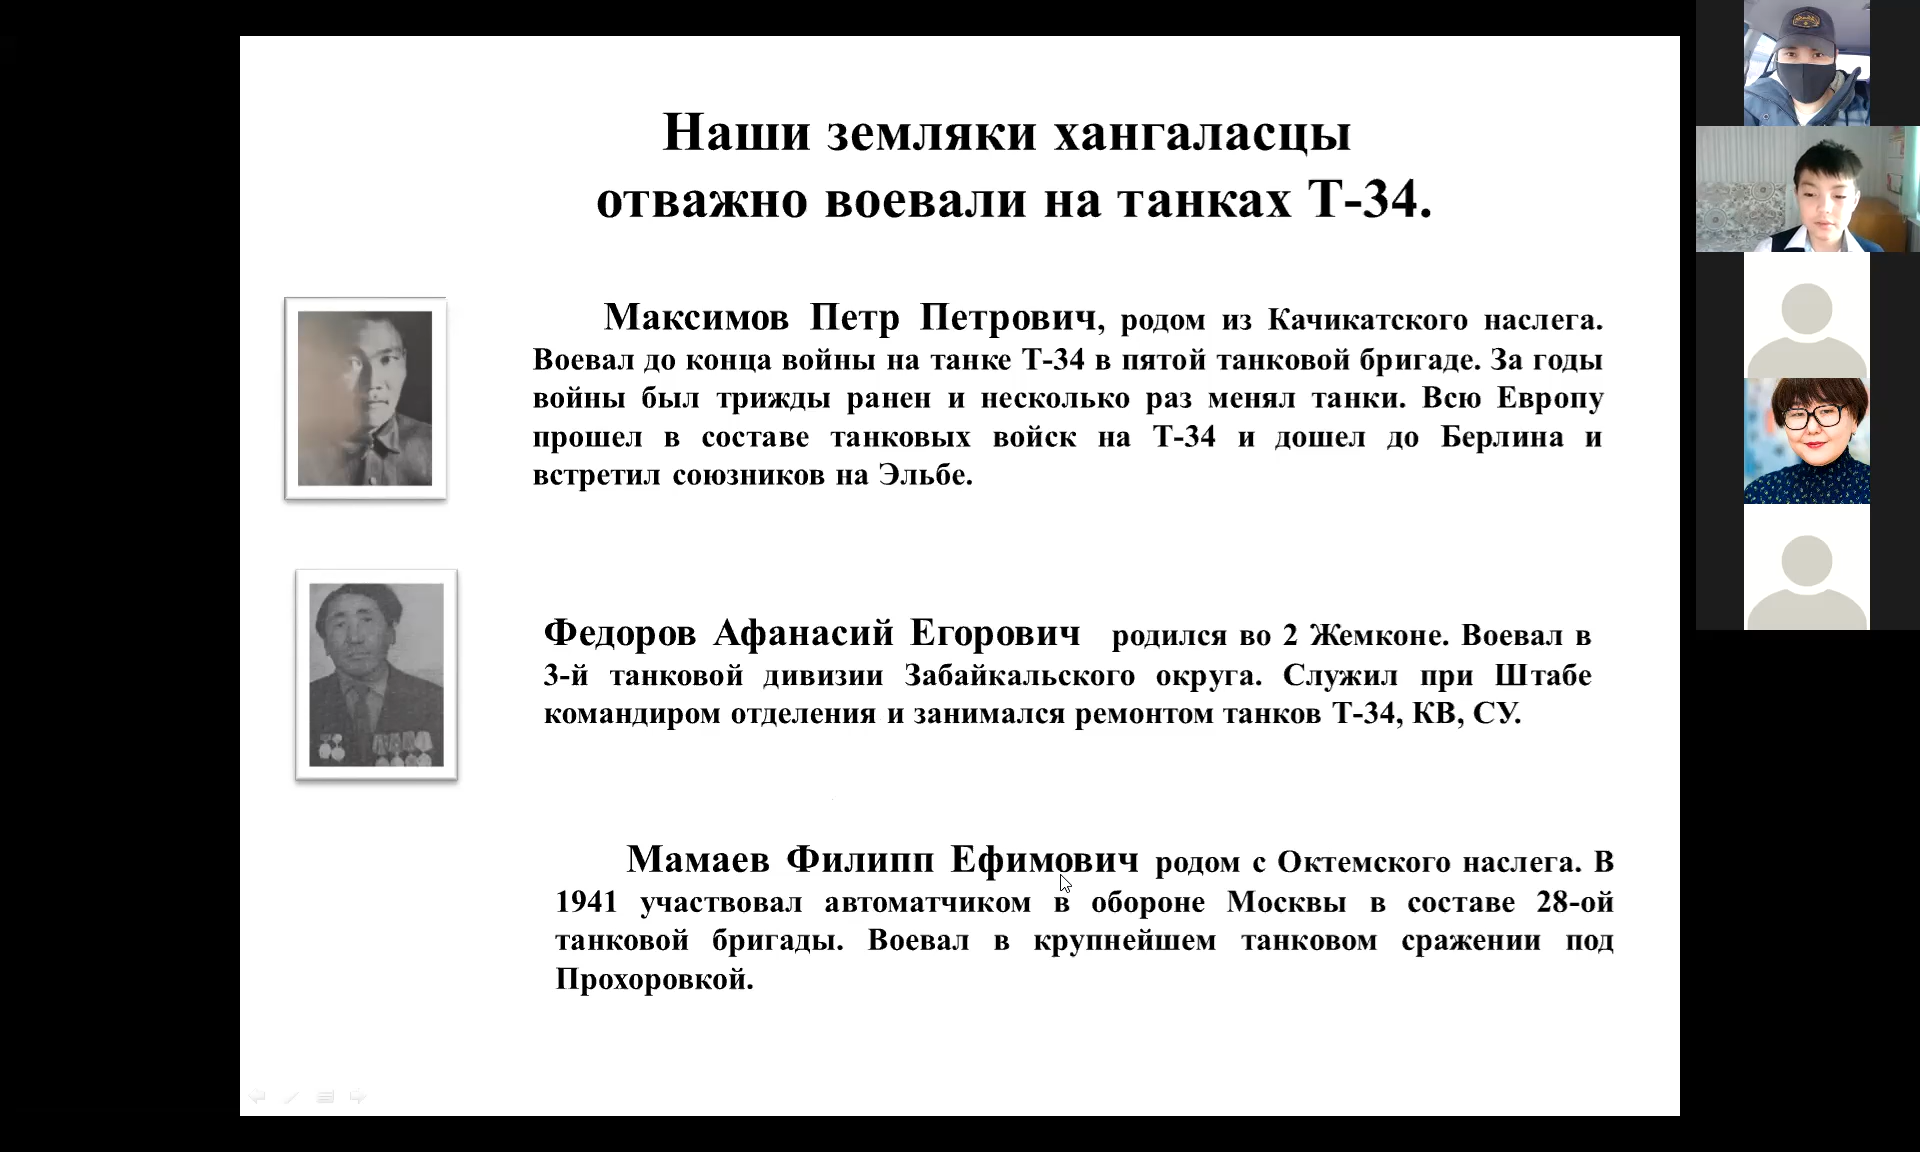 Наши земляки хангаласцы
отважно воевали на танках Т-34.
Максимов Петр Петрович, родом из Качикатского наслега.
Воевал до конца войны на танке Т-34 в пятой танковой бригаде. За годы
войны был трижды ранен и несколько раз менял танки. Всю Европу
прошел в составе танковых войск на Т-34 и дошел до Берлина и
встретил союзников на Эльбе.
Федоров Афанасий Егорович родился во 2 Жемконе. Воевал в
3-й танковой дивизии Забайкальского округа. Служил при Штабе
командиром отделения и занимался ремонтом танков Т-34, КВ, СУ.
Мамаев Филипп Ефимович родом с Октемского наслега. В
1941 участвовал автоматчиком в обороне Москвы в составе 28-ой
танковой бригады. Воевал в крупнейшем танковом сражении под
Прохоровкой.